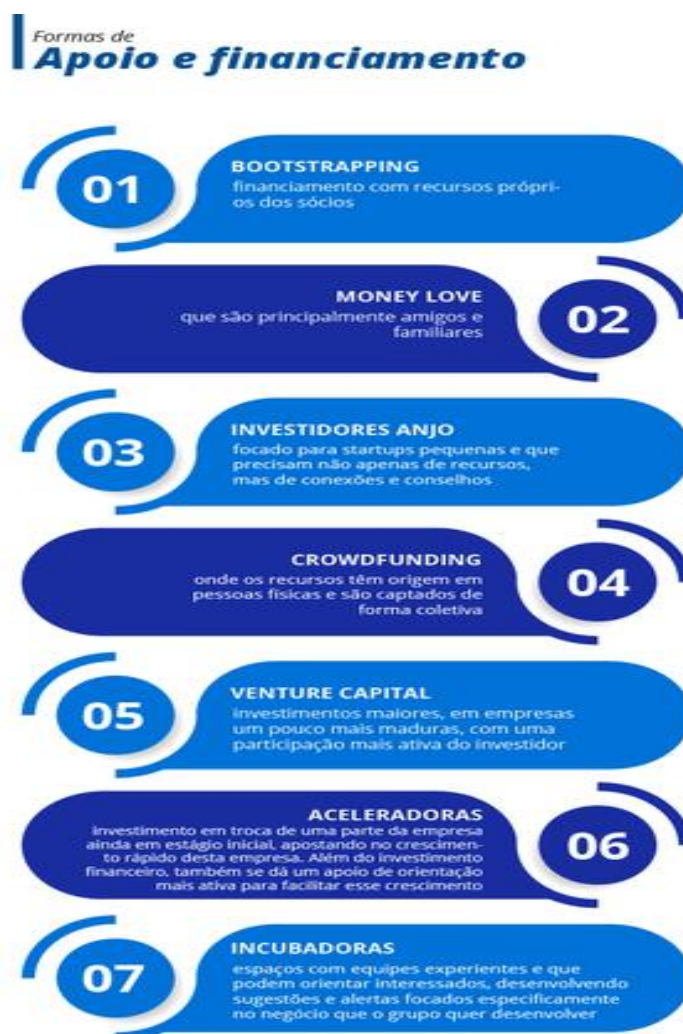 Formas de
Apoio e financiamento
01
BOOTSTRAPPING
financiamento com recursos própri-
os dos sócios
MONEY LOVE
que são principalmente amigos e
familiares
02
03
INVESTIDORES ANJO
focado para startups pequenas e que
precisam não apenas de recursos,
mas de conexões e conselhos
CROWDFUNDING
onde os recursos têm origem em
pessoas físicas e são captados de
forma coletiva
04
05
VENTURE CAPITAL
investimentos maiores, em empresas
um pouco mais maduras, com uma
participação mais ativa do investidor
ACELERADORAS
investimento em troca de uma parte da empresa
ainda em estágio inicial, apostando no crescimen-
to rápido desta empresa. Além do investimento
financeiro, também se dá um apoio de orientação
mais ativa para facilitar esse crescimento
06
07
INCUBADORAS
espaços com equipes experientes e que
podem orientar interessados, desenvolvendo
sugestões e alertas focados especificamente
no negócio que o grupo quer desenvolver